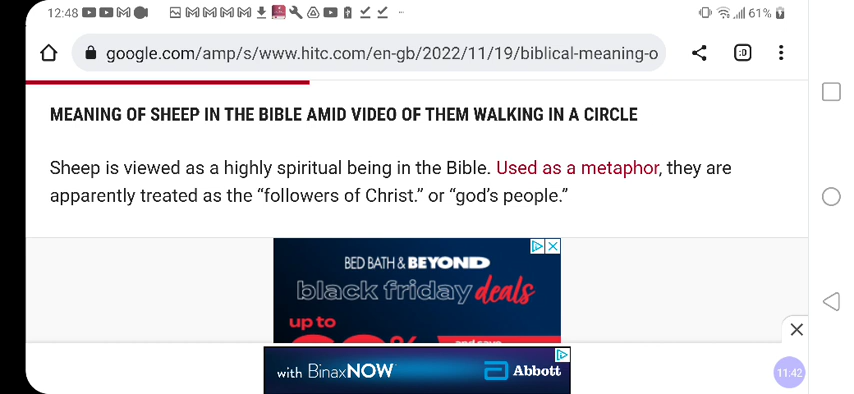 12:48
61%
google.com/amp/s/www.hitc.com/en-gb/2022/11/19/biblical-meaning-o
:D
MEANING OF SHEEP IN THE BIBLE AMID VIDEO OF THEM WALKING IN A CIRCLE
Sheep is viewed as a highly spiritual being in the Bible. Used as a metaphor, they are
apparently treated as the “followers of Christ.” or “god’s people.”
BED BATH & BEYOND
black friday deals
up to
with BinaxNOW Abbott
11:42